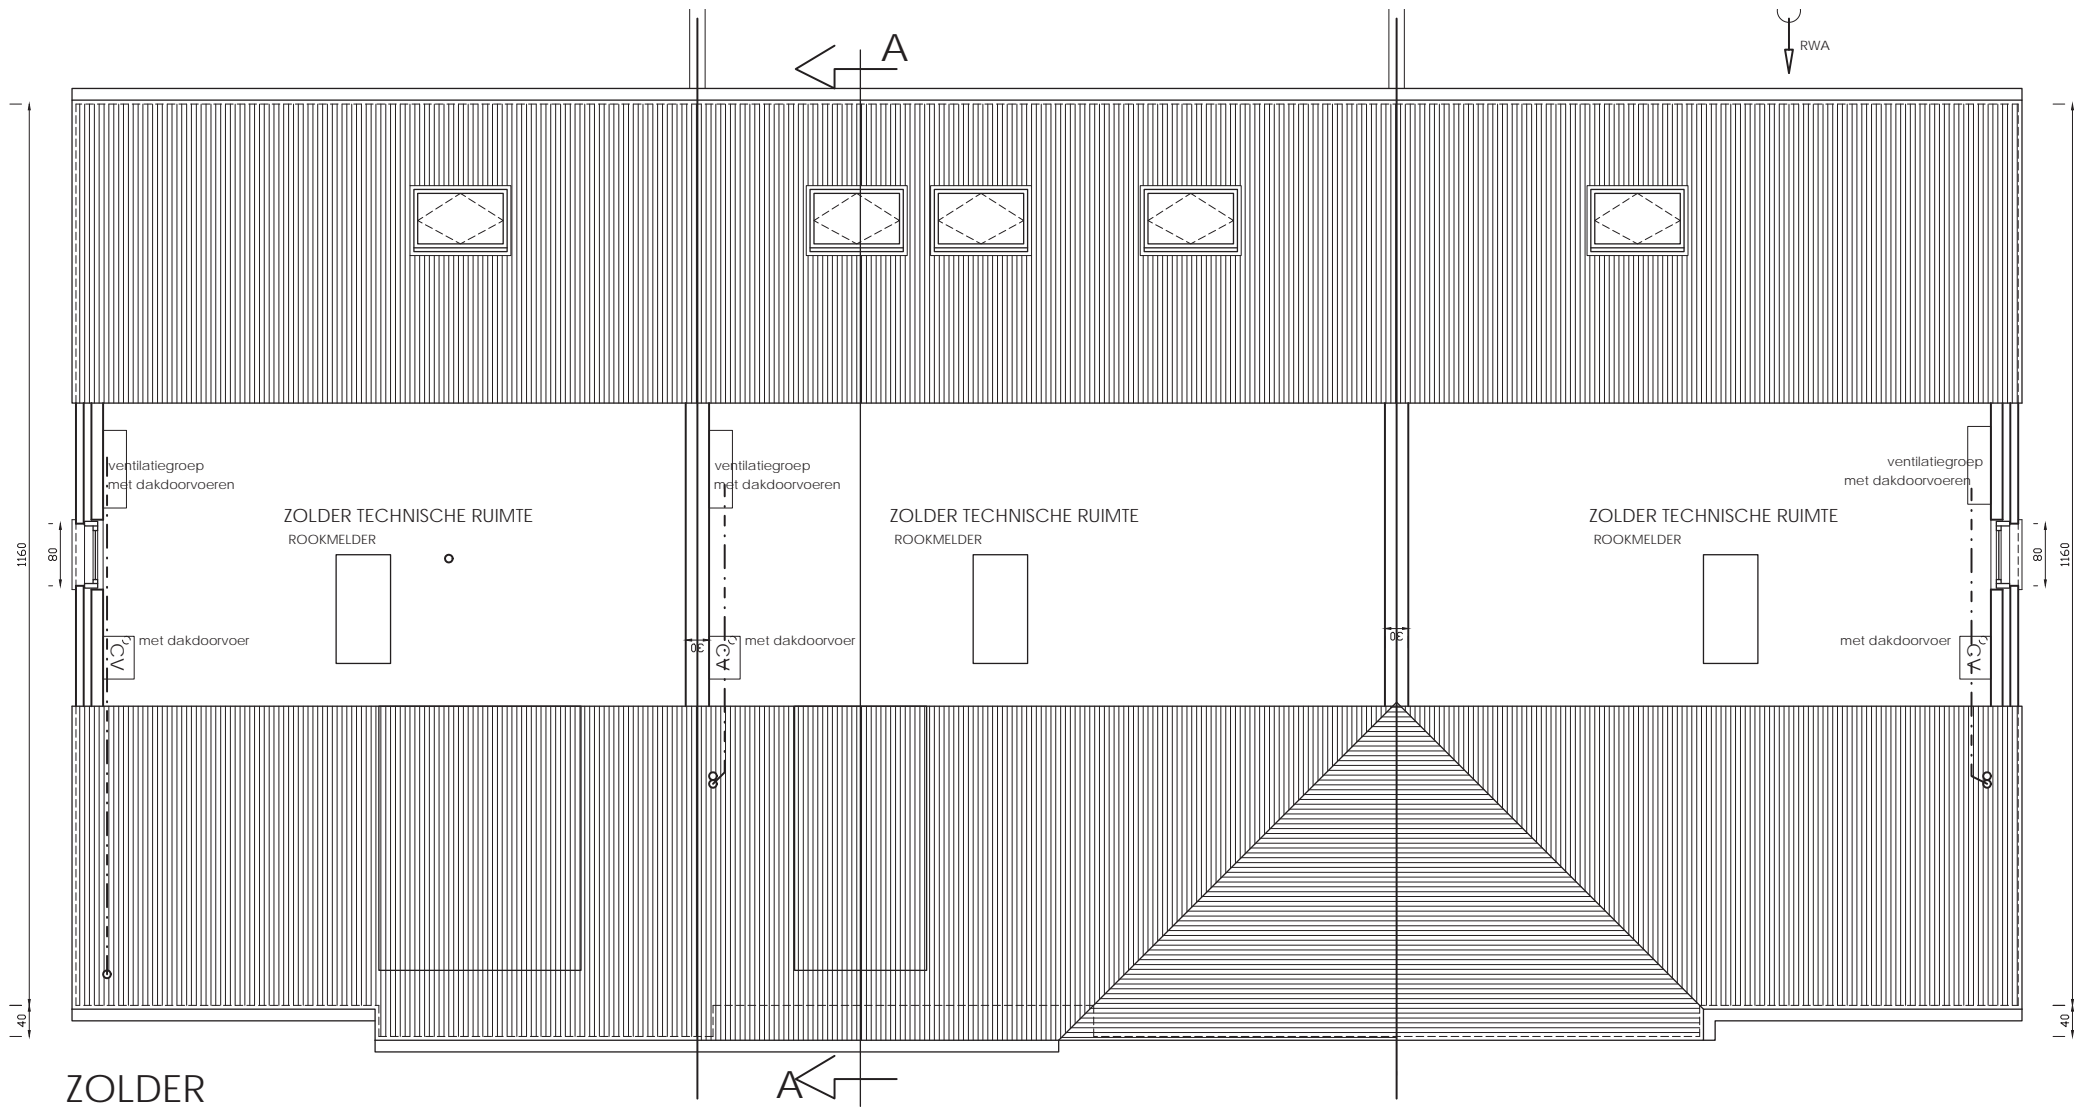 A
RWA
ventilatiegroep
met dakdoorvoeren
ventilatiegroep
met dakdoorvoeren
ventilatiegroep
met dakdoorvoeren
ZOLDER TECHNISCHE RUIMTE
ROOKMELDER
ZOLDER TECHNISCHE RUIMTE
ROOKMELDER
ZOLDER TECHNISCHE RUIMTE
ROOKMELDER
1160
80
80
1160
CV
met dakdoorvoer
30
CV
met dakdoorvoer
30
met dakdoorvoer
CV
40
40
A
ZOLDER